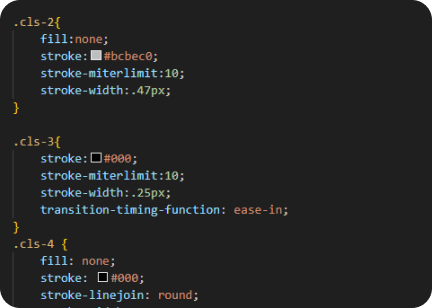 .cls-2{
fill:none;
stroke:#bcbec0;
stroke-miterlimit:10;
stroke-width:.47px;
}
.cls-3{
stroke:#000;
stroke-miterlimit:10;
stroke-width:.25px;
transition-timing-function: ease-in;
}
.cls-4 {
fill: none;
stroke: #000;
stroke-linejoin: round;